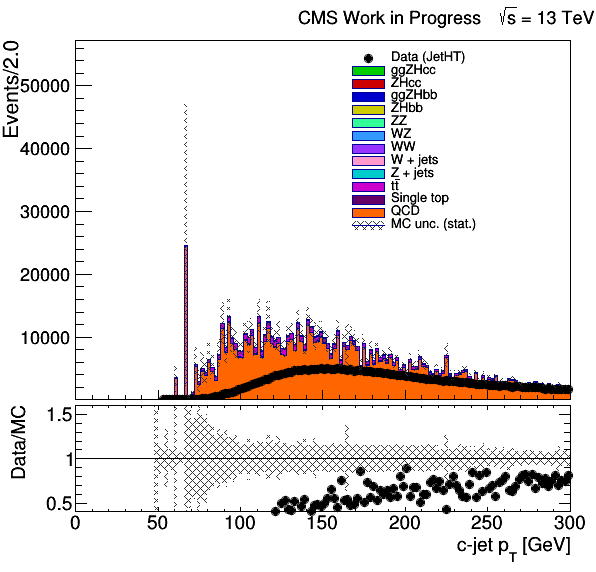 CMS Work in Progress √s = 13 TeV
Events/2.0
50000
40000
30000
20000
10000
Data (JetHT)
ggZHcc
ZHcc
ggZHbb
ZHbb
ZZ
WZ
WW
W + jets
Z + jets
tt̄
Single top
QCD
MC unc. (stat.)
Data/MC
1.5
1
0.5
0 50 100 150 200 250 300
c-jet p_T [GeV]